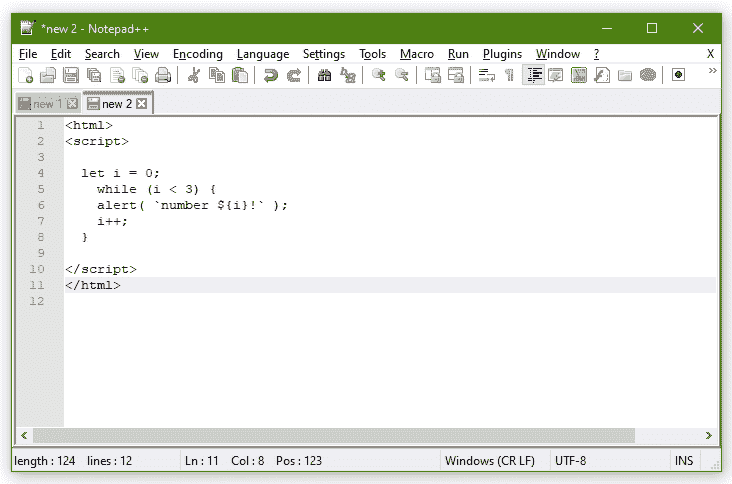 *new 2 - Notepad++
File Edit Search View Encoding Language Settings Tools Macro Run Plugins Window ? X
new 1 new 2
1 <html>
2 <script>
3
4 let i = 0;
5 while (i < 3) {
6 alert( `number ${i}!` );
7 i++;
8 }
9
10 </script>
11 </html>
12
length : 124 lines : 12 Ln : 11 Col : 8 Pos : 123 Windows (CR LF) UTF-8 INS